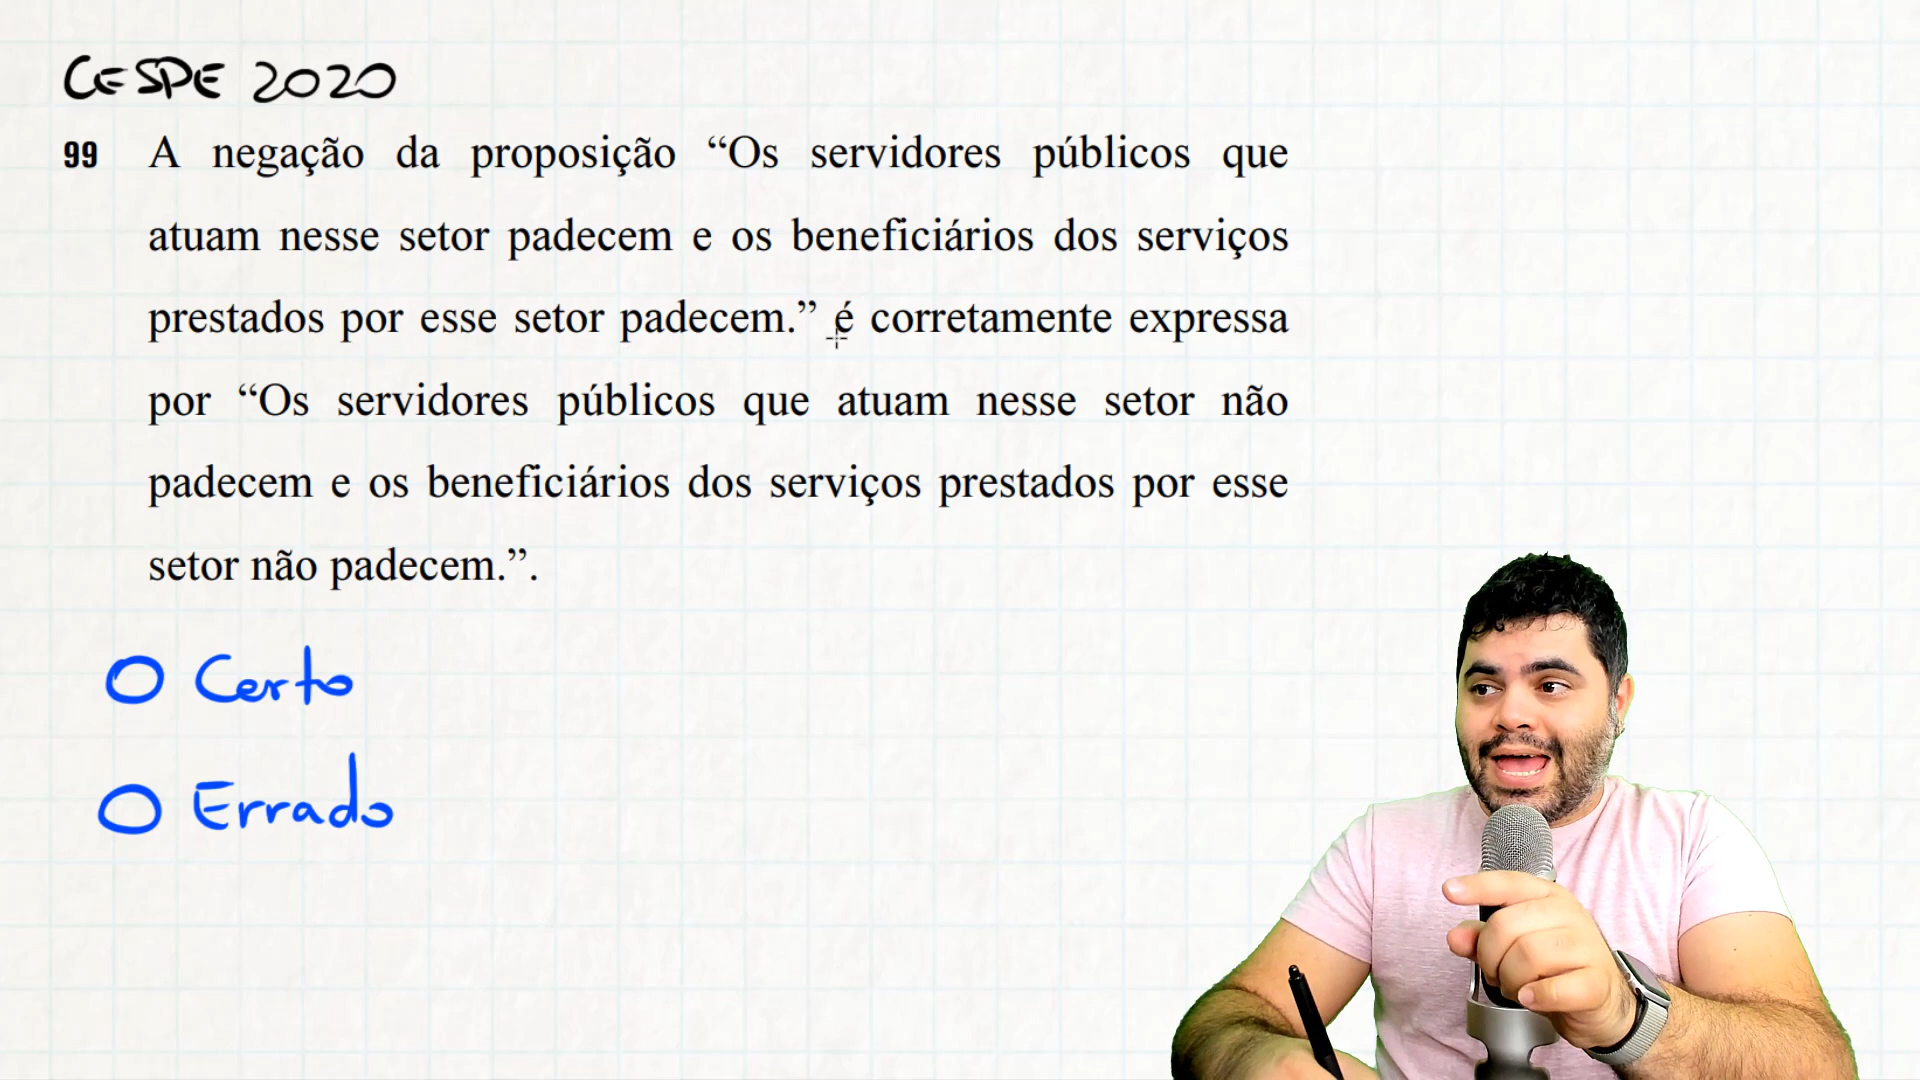 CESPE 2020
99 A negação da proposição “Os servidores públicos que
atuam nesse setor padecem e os beneficiários dos serviços
prestados por esse setor padecem.” é corretamente expressa
por “Os servidores públicos que atuam nesse setor não
padecem e os beneficiários dos serviços prestados por esse
setor não padecem.”.
O Certo
O Errado